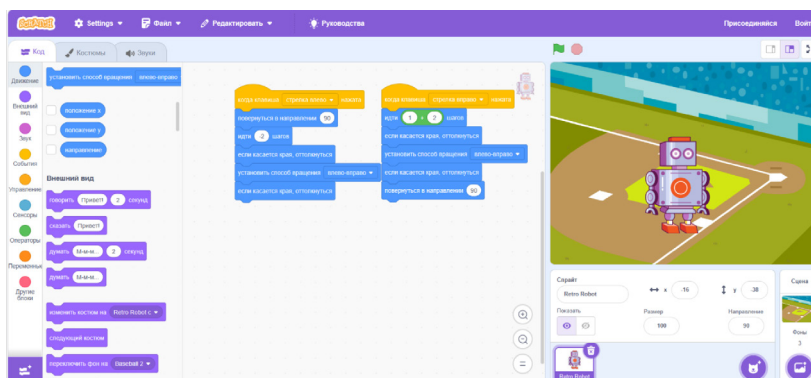 SCRATCH Settings Файл Редактировать Руководства Присоединяйся Войти
Код Костюмы Звуки
Движение
Внешний вид
Звук
События
Управление
Сенсоры
Операторы
Переменные
Другие блоки
установить способ вращения влево-вправо
положение x
положение y
направление
Внешний вид
говорить Привет! 2 секунд
сказать Привет!
думать М-м-м... 2 секунд
думать М-м-м...
изменить костюм на Retro Robot c
следующий костюм
переключить фон на Baseball 2
когда клавиша стрелка влево нажата
повернуться в направлении 90
идти -2 шагов
если касается края, оттолкнуться
установить способ вращения влево-вправо
если касается края, оттолкнуться
когда клавиша стрелка вправо нажата
идти 1 + 2 шагов
если касается края, оттолкнуться
установить способ вращения влево-вправо
если касается края, оттолкнуться
повернуться в направлении 90
Спрайт
Retro Robot
x -15
y -38
Показать
Размер
100
Направление
90
Retro Robot
Сцена
Фоны
3